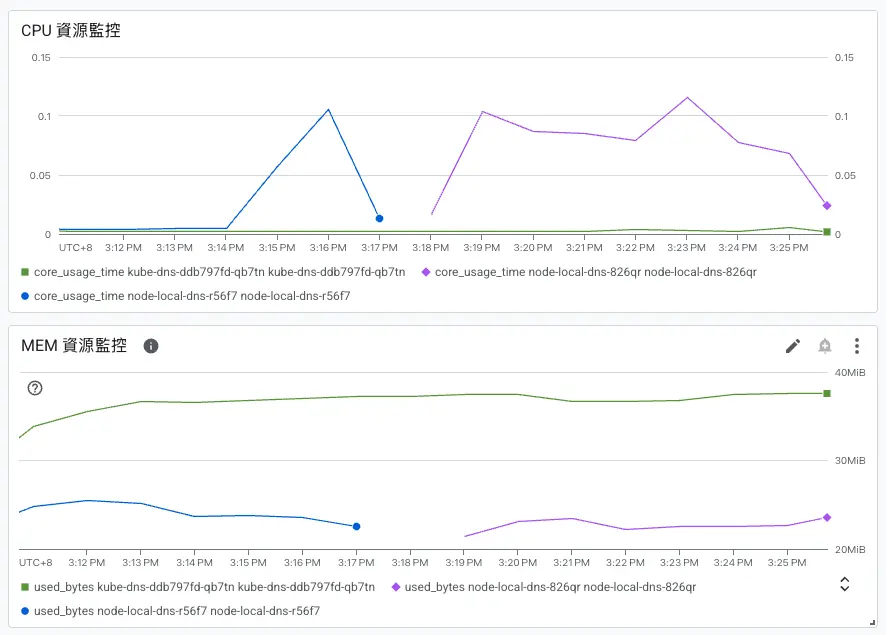 CPU 資源監控
0.15 0.15
0.1 0.1
0.05 0.05
0 0
UTC+8 3:12 PM 3:13 PM 3:14 PM 3:15 PM 3:16 PM 3:17 PM 3:18 PM 3:19 PM 3:20 PM 3:21 PM 3:22 PM 3:23 PM 3:24 PM 3:25 PM
core_usage_time kube-dns-ddb797fd-qb7tn kube-dns-ddb797fd-qb7tn core_usage_time node-local-dns-826qr node-local-dns-826qr
core_usage_time node-local-dns-r56f7 node-local-dns-r56f7
MEM 資源監控
40MiB
30MiB
20MiB
UTC+8 3:12 PM 3:13 PM 3:14 PM 3:15 PM 3:16 PM 3:17 PM 3:18 PM 3:19 PM 3:20 PM 3:21 PM 3:22 PM 3:23 PM 3:24 PM 3:25 PM
used_bytes kube-dns-ddb797fd-qb7tn kube-dns-ddb797fd-qb7tn used_bytes node-local-dns-826qr node-local-dns-826qr
used_bytes node-local-dns-r56f7 node-local-dns-r56f7